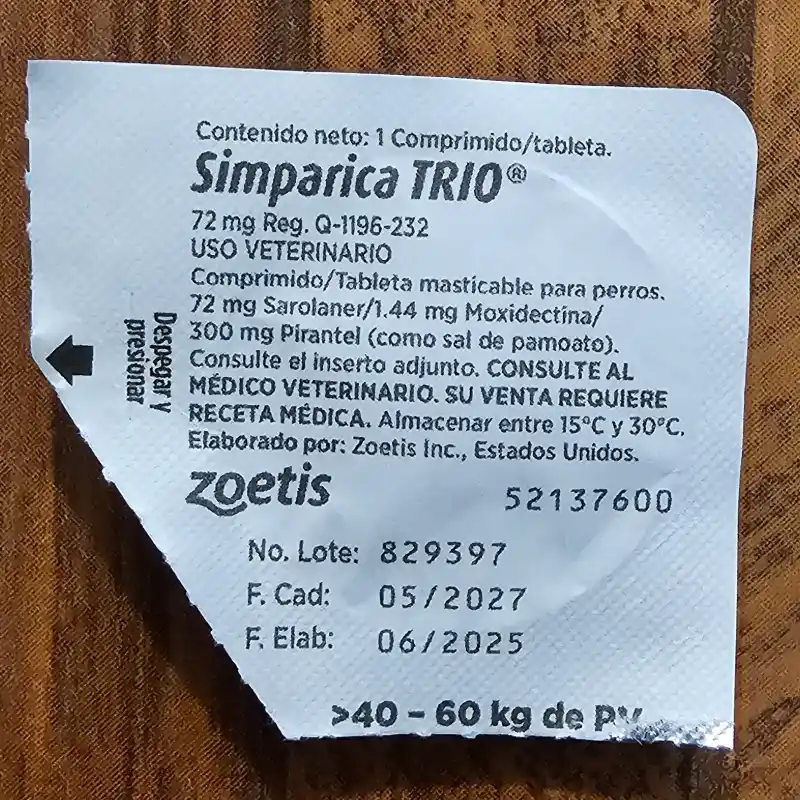 Contenido neto: 1 Comprimido/tableta.
Simparica TRIO®
72 mg Reg. Q-1196-232
USO VETERINARIO
Comprimido/Tableta masticable para perros.
72 mg Sarolaner/1.44 mg Moxidectina/
300 mg Pirantel (como sal de pamoato).
Consulte el inserto adjunto. CONSULTE AL
MÉDICO VETERINARIO. SU VENTA REQUIERE
RECETA MÉDICA. Almacenar entre 15°C y 30°C.
Elaborado por: Zoetis Inc., Estados Unidos.
Despegar y
presionar
zoetis
52137600
No. Lote: 829397
F. Cad: 05/2027
F. Elab: 06/2025
>40 – 60 kg de PV